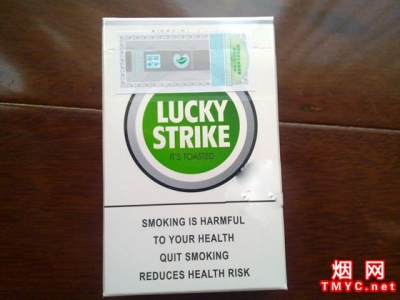 LUCKY
STRIKE
IT'S TOASTED
SMOKING IS HARMFUL
TO YOUR HEALTH
QUIT SMOKING
REDUCES HEALTH RISK
烟网
TMYC.net